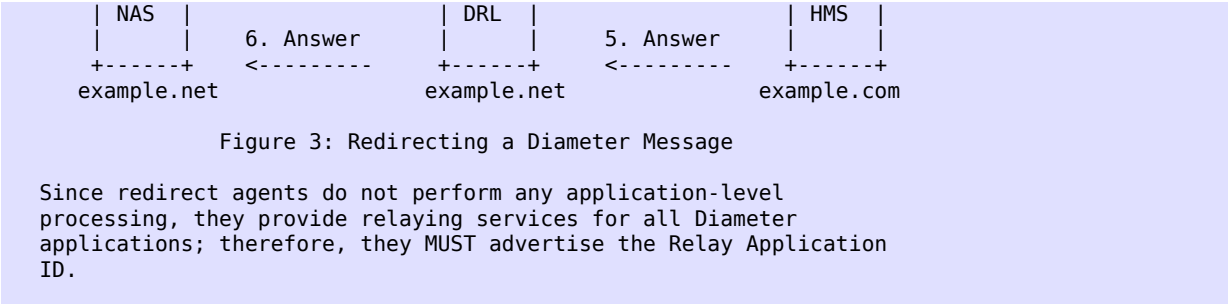 | NAS  |                    | DRL  |                    | HMS  |
|      |    6. Answer       |      |    5. Answer       |      |
+------+    <---------      +------+    <---------      +------+
example.net                 example.net                example.com
Figure 3: Redirecting a Diameter Message
Since redirect agents do not perform any application-level
processing, they provide relaying services for all Diameter
applications; therefore, they MUST advertise the Relay Application
ID.